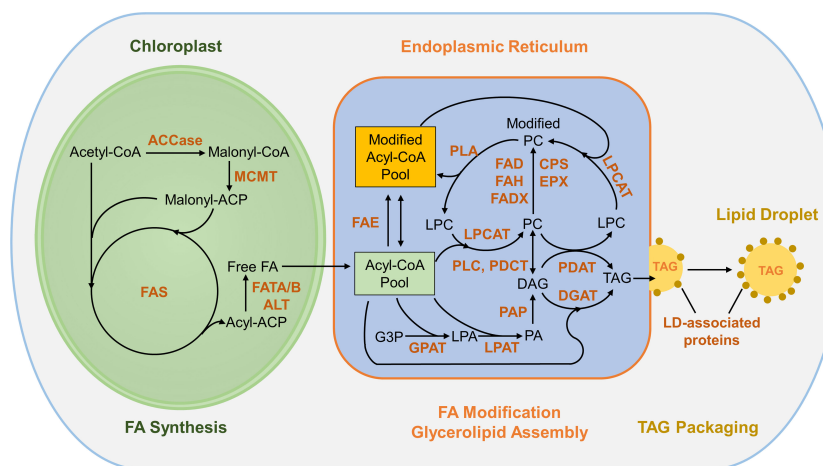 Chloroplast
Endoplasmic Reticulum
ACCase
Acetyl-CoA
Malonyl-CoA
MCMT
Malonyl-ACP
FAS
Free FA
FATA/B
ALT
Acyl-ACP
FA Synthesis
Modified
Acyl-CoA
Pool
FAE
Acyl-CoA
Pool
Modified
PC
PLA
FAD
FAH
FADX
CPS
EPX
LPCAT
LPC
LPCAT
PC
LPC
PLC, PDCT
PDAT
DAG
TAG
DGAT
PAP
G3P
LPA
PA
GPAT
LPAT
FA Modification
Glycerolipid Assembly
Lipid Droplet
TAG
TAG
LD-associated
proteins
TAG Packaging